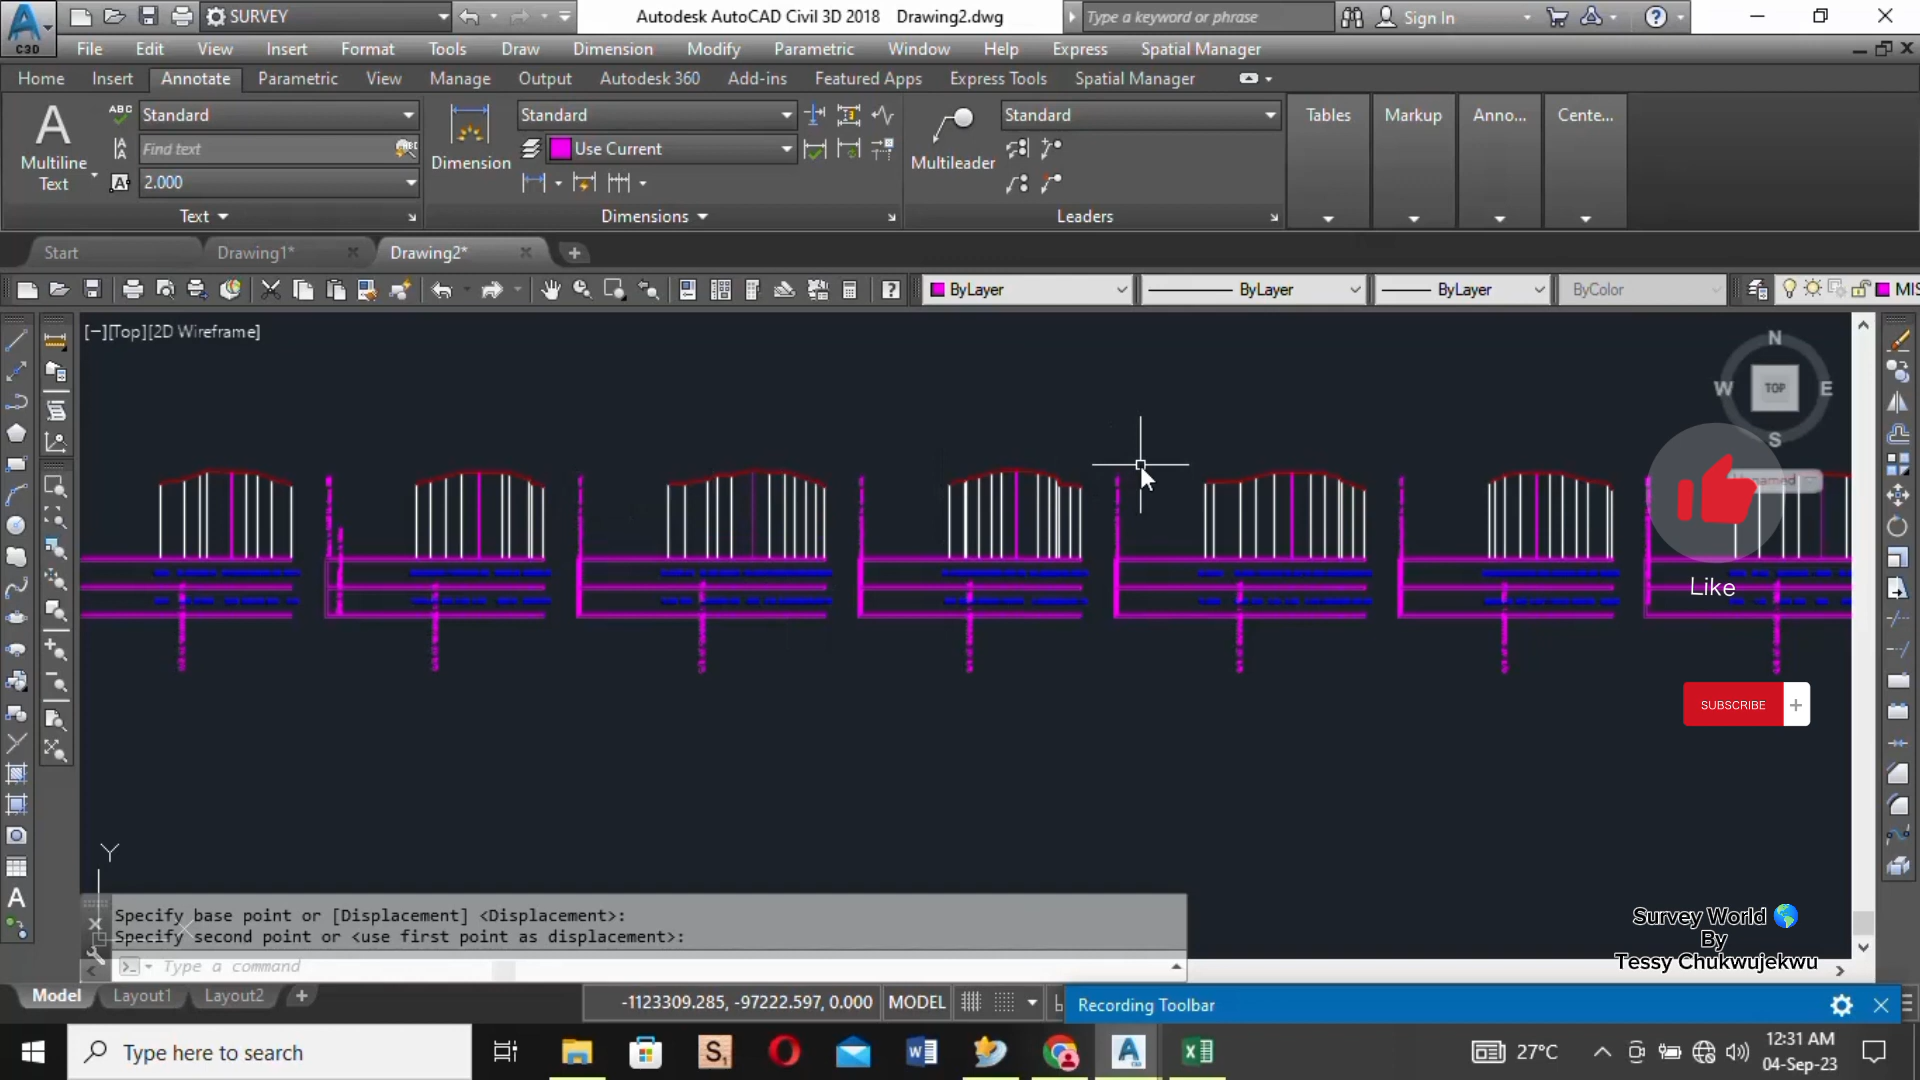 SURVEY
Autodesk AutoCAD Civil 3D 2018 Drawing2.dwg
Type a keyword or phrase
Sign In
C3D
File Edit View Insert Format Tools Draw Dimension Modify Parametric Window Help Express Spatial Manager
Home Insert Annotate Parametric View Manage Output Autodesk 360 Add-ins Featured Apps Express Tools Spatial Manager
Multiline Text
Standard
Find text
2.000
Text
Dimension
Standard
Use Current
Dimensions
Multileader
Standard
Leaders
Tables
Markup
Anno...
Cente...
Start Drawing1* Drawing2*
ByLayer ByLayer ByLayer ByColor MIS
[−][Top][2D Wireframe]
N
W TOP E
S
Like
SUBSCRIBE
Y
Specify base point or [Displacement] <Displacement>:
Specify second point or <use first point as displacement>:
Type a command
Survey World
By
Tessy Chukwujekwu
Model Layout1 Layout2
-1123309.285, -97222.597, 0.000 MODEL
Recording Toolbar
Type here to search
27°C
12:31 AM
04-Sep-23